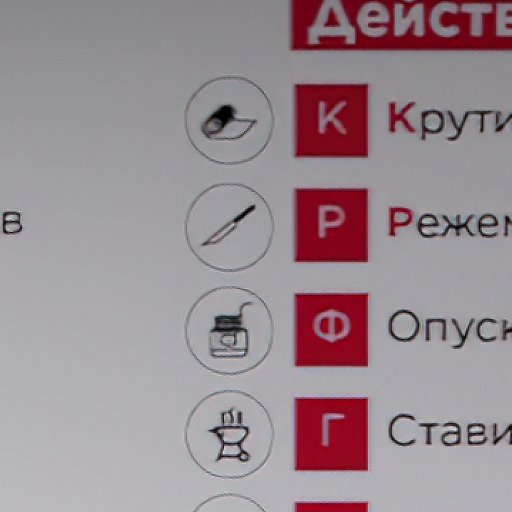 Действ
К Крути
Р Режем
в
Ф Опуск
Г Стави